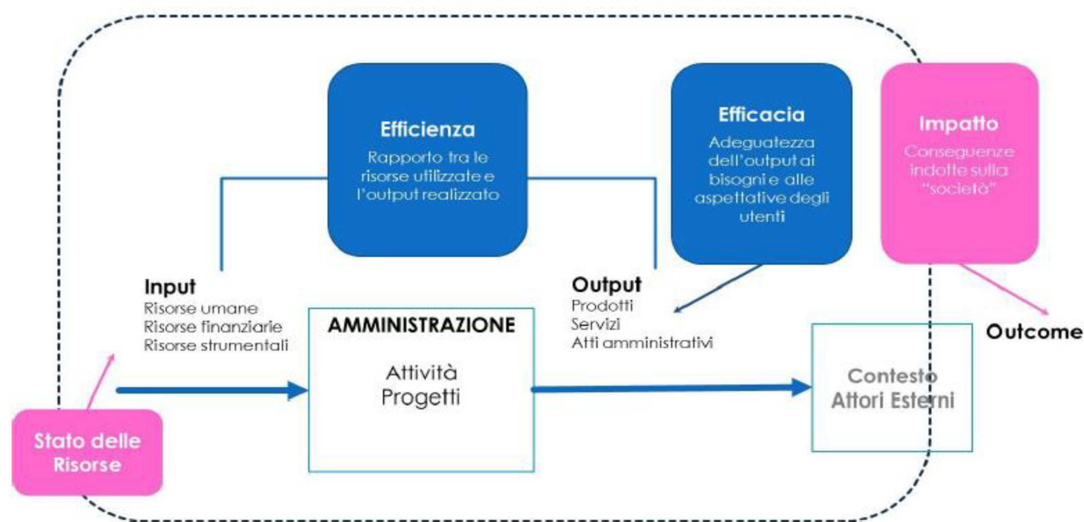 Efficienza
Rapporto tra le
risorse utilizzate e
l'output realizzato
Efficacia
Adeguatezza
dell'output ai
bisogni e alle
aspettative degli
utenti
Impatto
Conseguenze
indotte sulla
"società"
Input
Risorse umane
Risorse finanziarie
Risorse strumentali
AMMINISTRAZIONE
Attività
Progetti
Output
Prodotti
Servizi
Atti amministrativi
Outcome
Contesto
Attori Esterni
Stato delle
Risorse